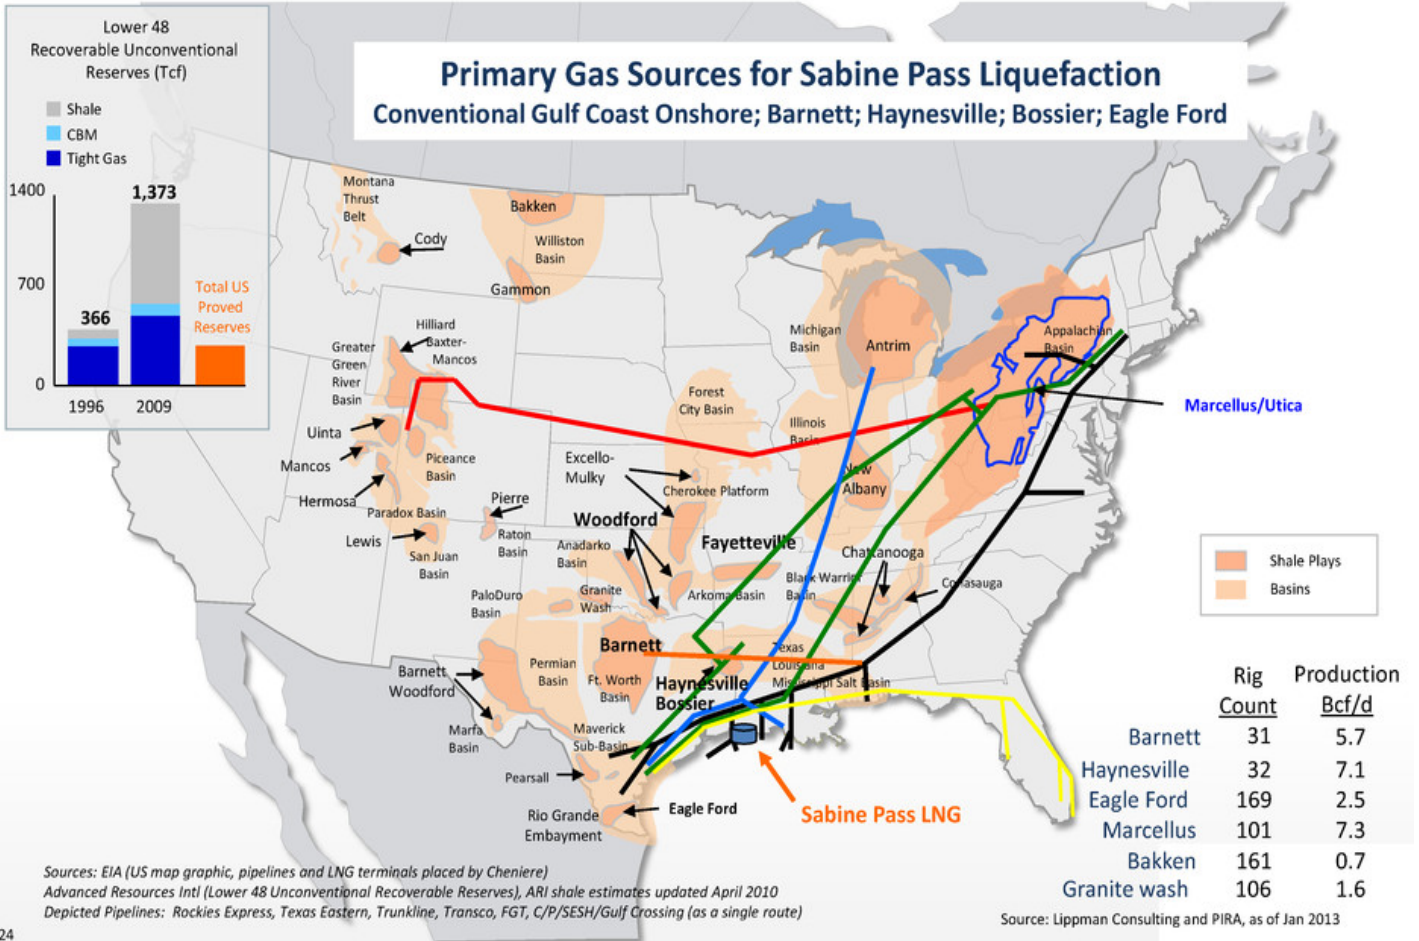 Lower 48
Recoverable Unconventional
Reserves (Tcf)
Shale
CBM
Tight Gas
1400
700
0
366
1,373
Total US
Proved
Reserves
1996
2009
Primary Gas Sources for Sabine Pass Liquefaction
Conventional Gulf Coast Onshore; Barnett; Haynesville; Bossier; Eagle Ford
Montana
Thrust
Belt
Cody
Bakken
Williston
Basin
Gammon
Hilliard
Baxter-
Mancos
Greater
Green
River
Basin
Uinta
Mancos
Hermosa
Piceance
Basin
Paradox Basin
Lewis
San Juan
Basin
Pierre
Raton
Basin
Michigan
Basin
Antrim
Forest
City Basin
Illinois
Basin
New
Albany
Excello-
Mulky
Cherokee Platform
Woodford
Anadarko
Basin
Fayetteville
Arkoma Basin
Granite
Wash
PaloDuro
Basin
Black Warrior
Basin
Chattanooga
Conasauga
Appalachian
Basin
Marcellus/Utica
Barnett
Permian
Basin
Ft. Worth
Basin
Haynesville
Bossier
Texas
Louisiana
Mississippi Salt Basin
Barnett
Woodford
Marfa
Basin
Maverick
Sub-Basin
Pearsall
Rio Grande
Embayment
Eagle Ford
Sabine Pass LNG
Shale Plays
Basins
Rig Production
Count Bcf/d
Barnett 31 5.7
Haynesville 32 7.1
Eagle Ford 169 2.5
Marcellus 101 7.3
Bakken 161 0.7
Granite wash 106 1.6
Source: Lippman Consulting and PIRA, as of Jan 2013
Sources: EIA (US map graphic, pipelines and LNG terminals placed by Cheniere)
Advanced Resources Intl (Lower 48 Unconventional Recoverable Reserves), ARI shale estimates updated April 2010
Depicted Pipelines: Rockies Express, Texas Eastern, Trunkline, Transco, FGT, C/P/SESH/Gulf Crossing (as a single route)
24